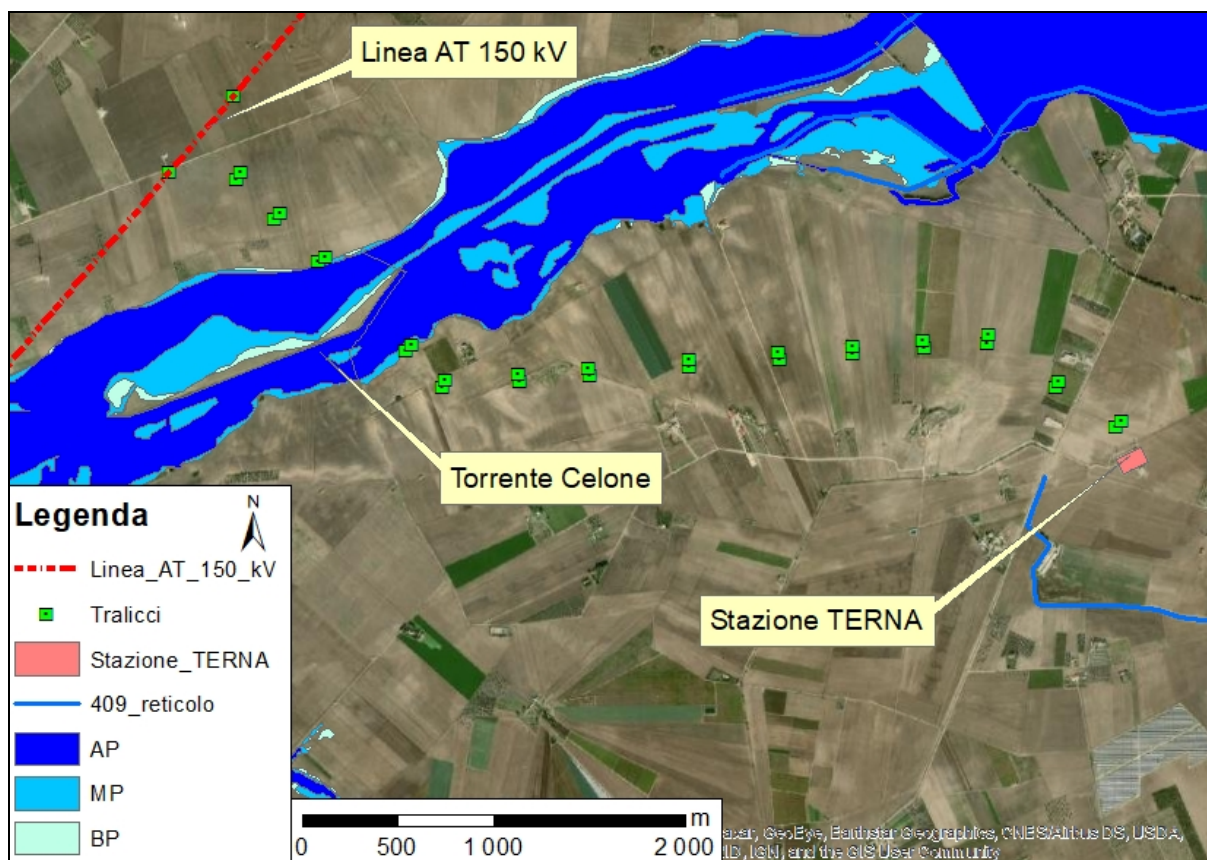 Linea AT 150 kV
Torrente Celone
Stazione TERNA
Legenda
N
Linea_AT_150_kV
Tralicci
Stazione_TERNA
409_reticolo
AP
MP
BP
m
0 500 1 000 2 000
GeoEye, Earthstar Geographics, CNES/Airbus DS, USDA,
IGN, and the GIS User Community